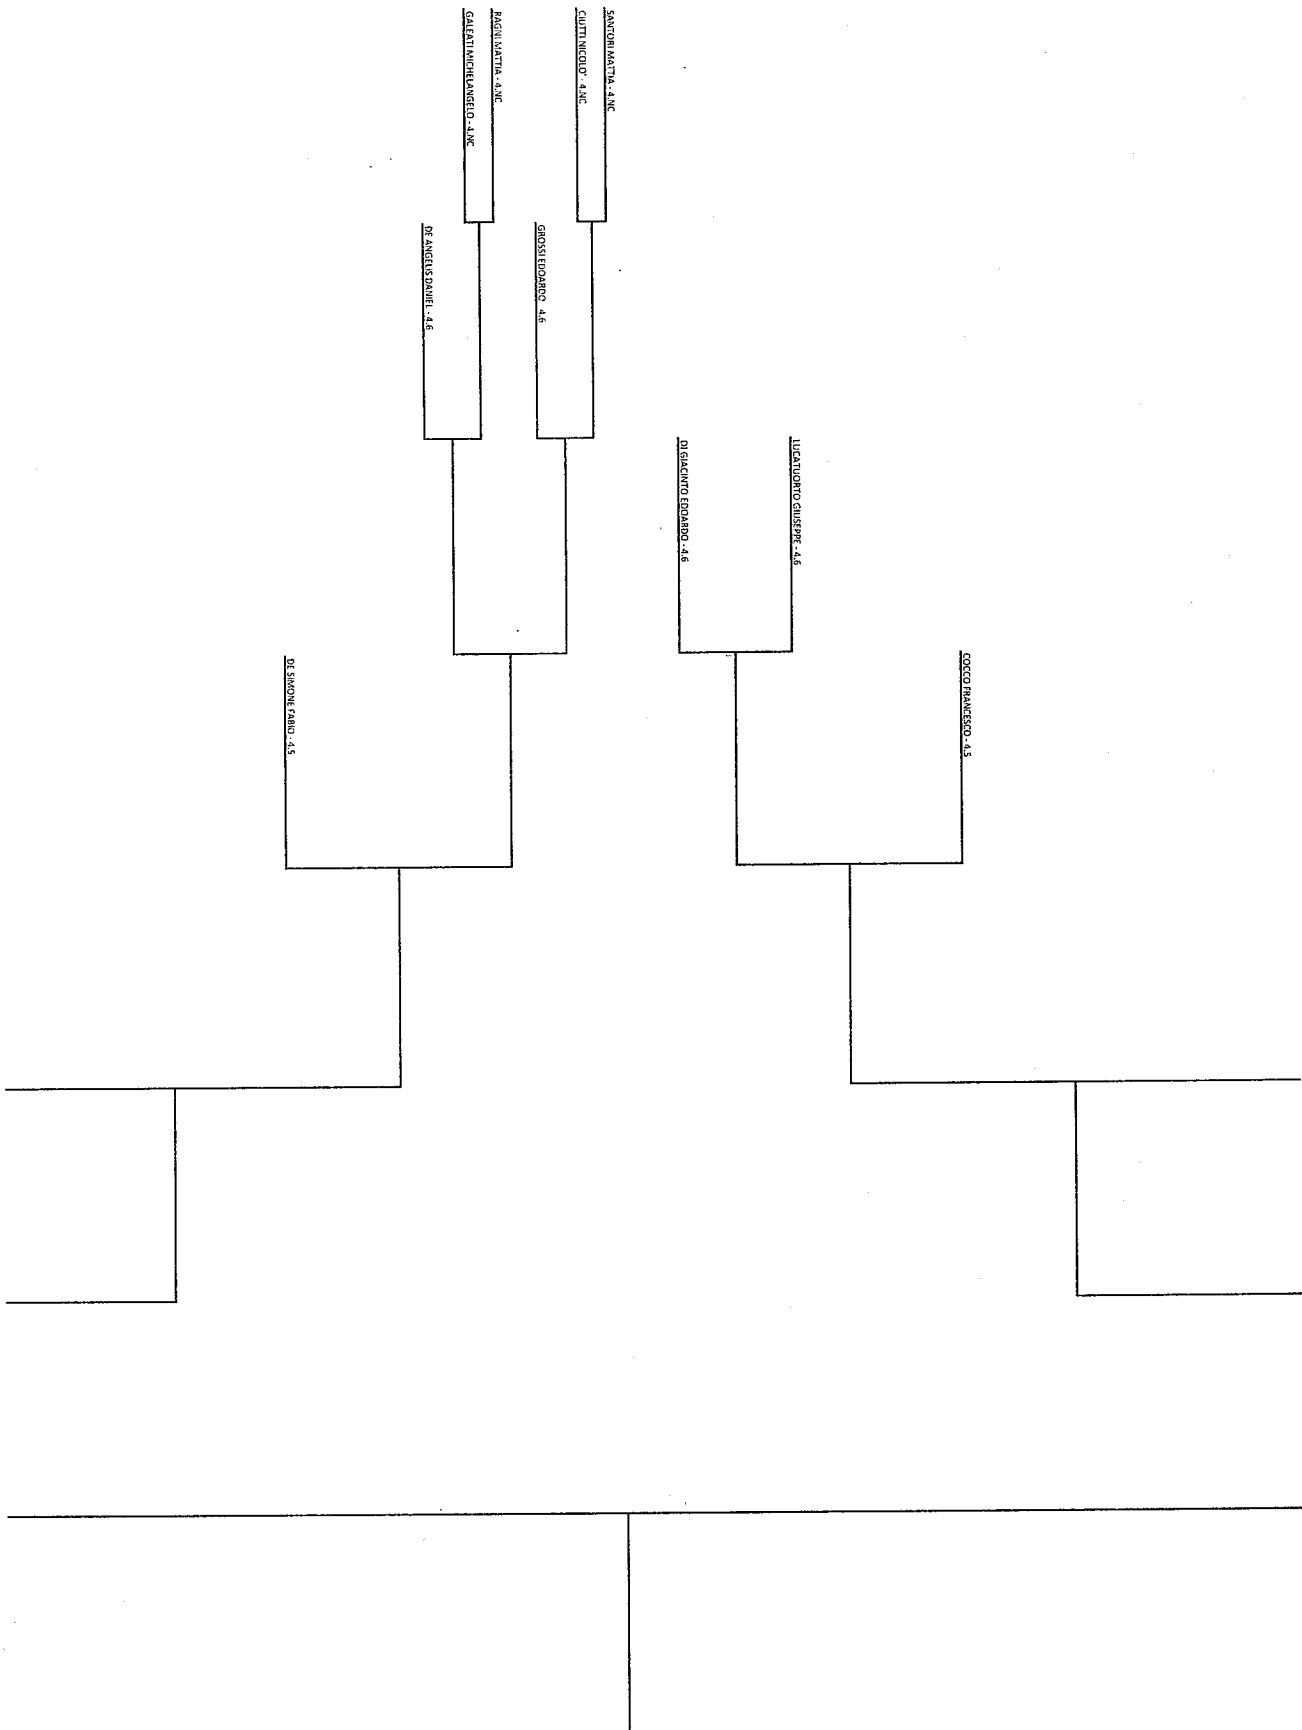 COCCO FRANCESCO - 4.5
LUCATUORTO GIUSEPPE - 4.6
DI GIACINTO EDOARDO - 4.6
SANTORI MATTIA - 4.NC
CIUTTI NICOLO' - 4.NC
GROSSI EDOARDO - 4.6
RAGNI MATTIA - 4.NC
GALEATI MICHELANGELO - 4.NC
DE ANGELIS DANIEL - 4.6
DE SIMONE FABIO - 4.5